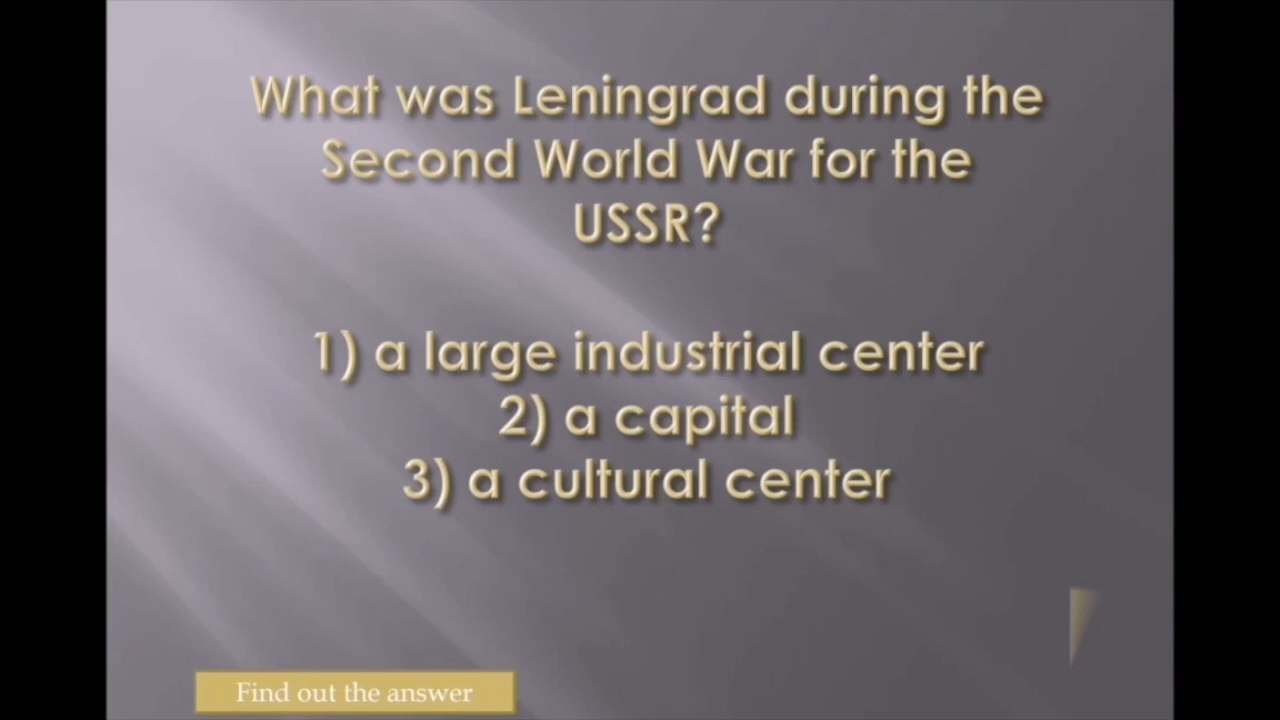 What was Leningrad during the
Second World War for the
USSR?
1) a large industrial center
2) a capital
3) a cultural center
Find out the answer